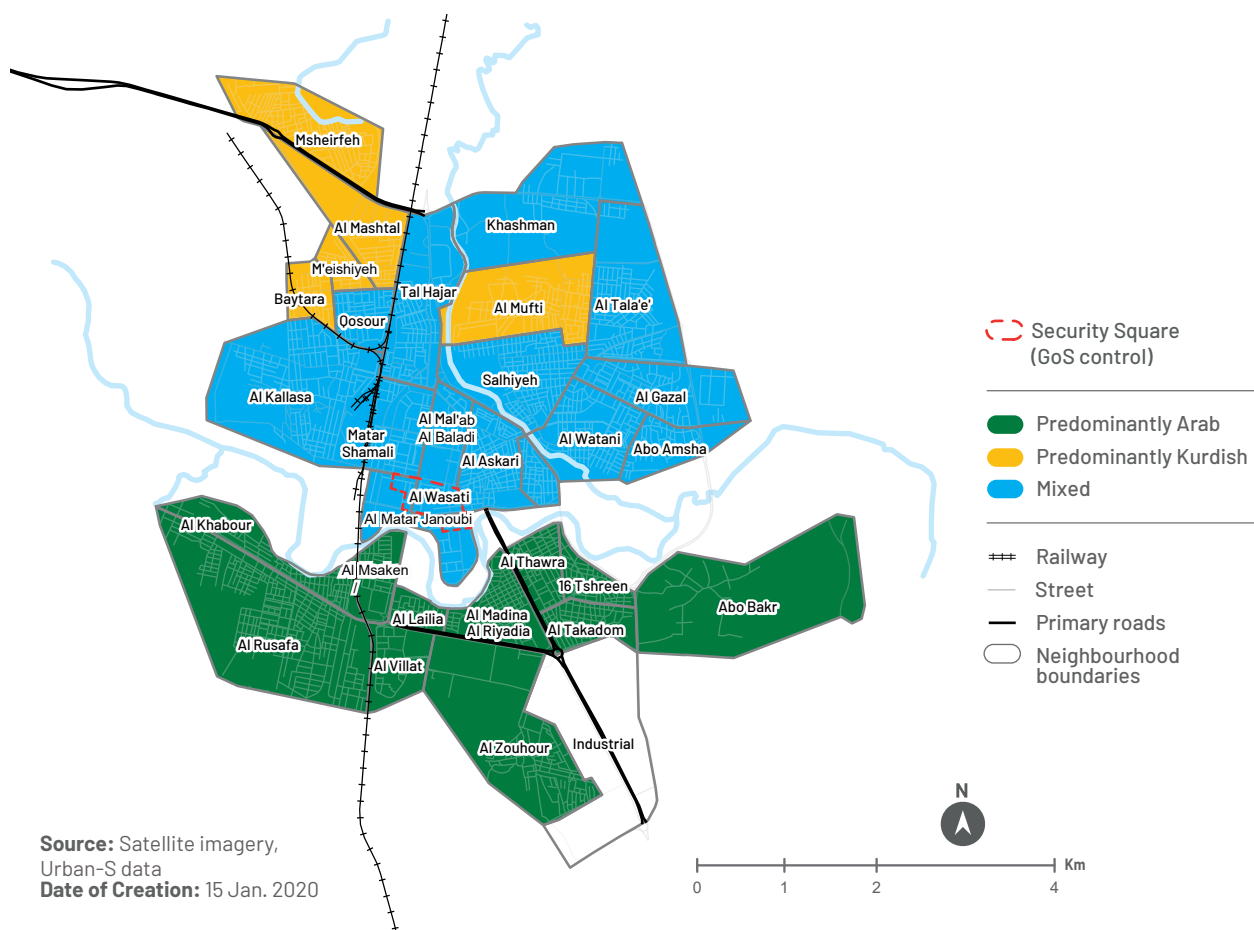 Msheirfeh
Al Mashtal
Khashman
M'eishiyeh
Baytara
Tal Hajar
Al Mufti
Al Tala'e'
Qosour
Al Kallasa
Salhiyeh
Al Gazal
Al Mal'ab
Al Baladi
Matar
Shamali
Al Watani
Abo Amsha
Al Askari
Al Wasati
Al Matar Janoubi
Al Khabour
Al Msaken
Al Thawra
16 Tshreen
Abo Bakr
Al Lailia
Al Madina
Al Riyadia
Al Takadom
Al Rusafa
Al Villat
Al Zouhour
Industrial
Security Square
(GoS control)
Predominantly Arab
Predominantly Kurdish
Mixed
Railway
Street
Primary roads
Neighbourhood
boundaries
N
Km
0 1 2 4
Source: Satellite imagery,
Urban-S data
Date of Creation: 15 Jan. 2020